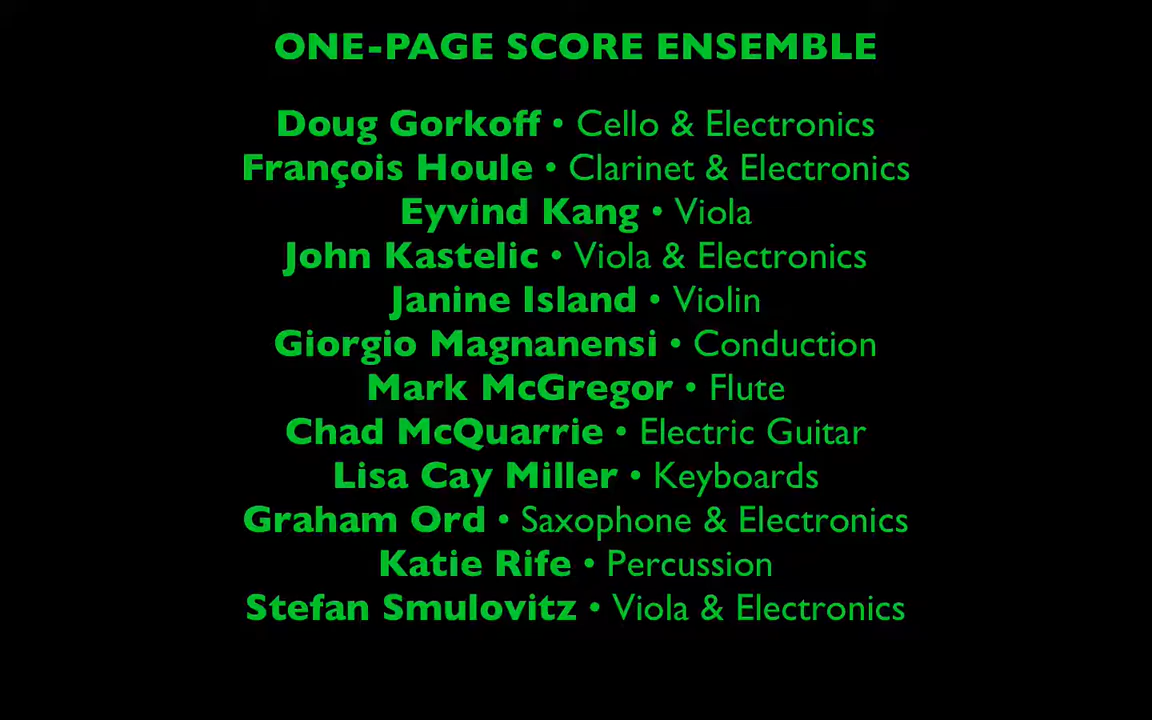 ONE-PAGE SCORE ENSEMBLE
Doug Gorkoff • Cello & Electronics
François Houle • Clarinet & Electronics
Eyvind Kang • Viola
John Kastelic • Viola & Electronics
Janine Island • Violin
Giorgio Magnanensi • Conduction
Mark McGregor • Flute
Chad McQuarrie • Electric Guitar
Lisa Cay Miller • Keyboards
Graham Ord • Saxophone & Electronics
Katie Rife • Percussion
Stefan Smulovitz • Viola & Electronics